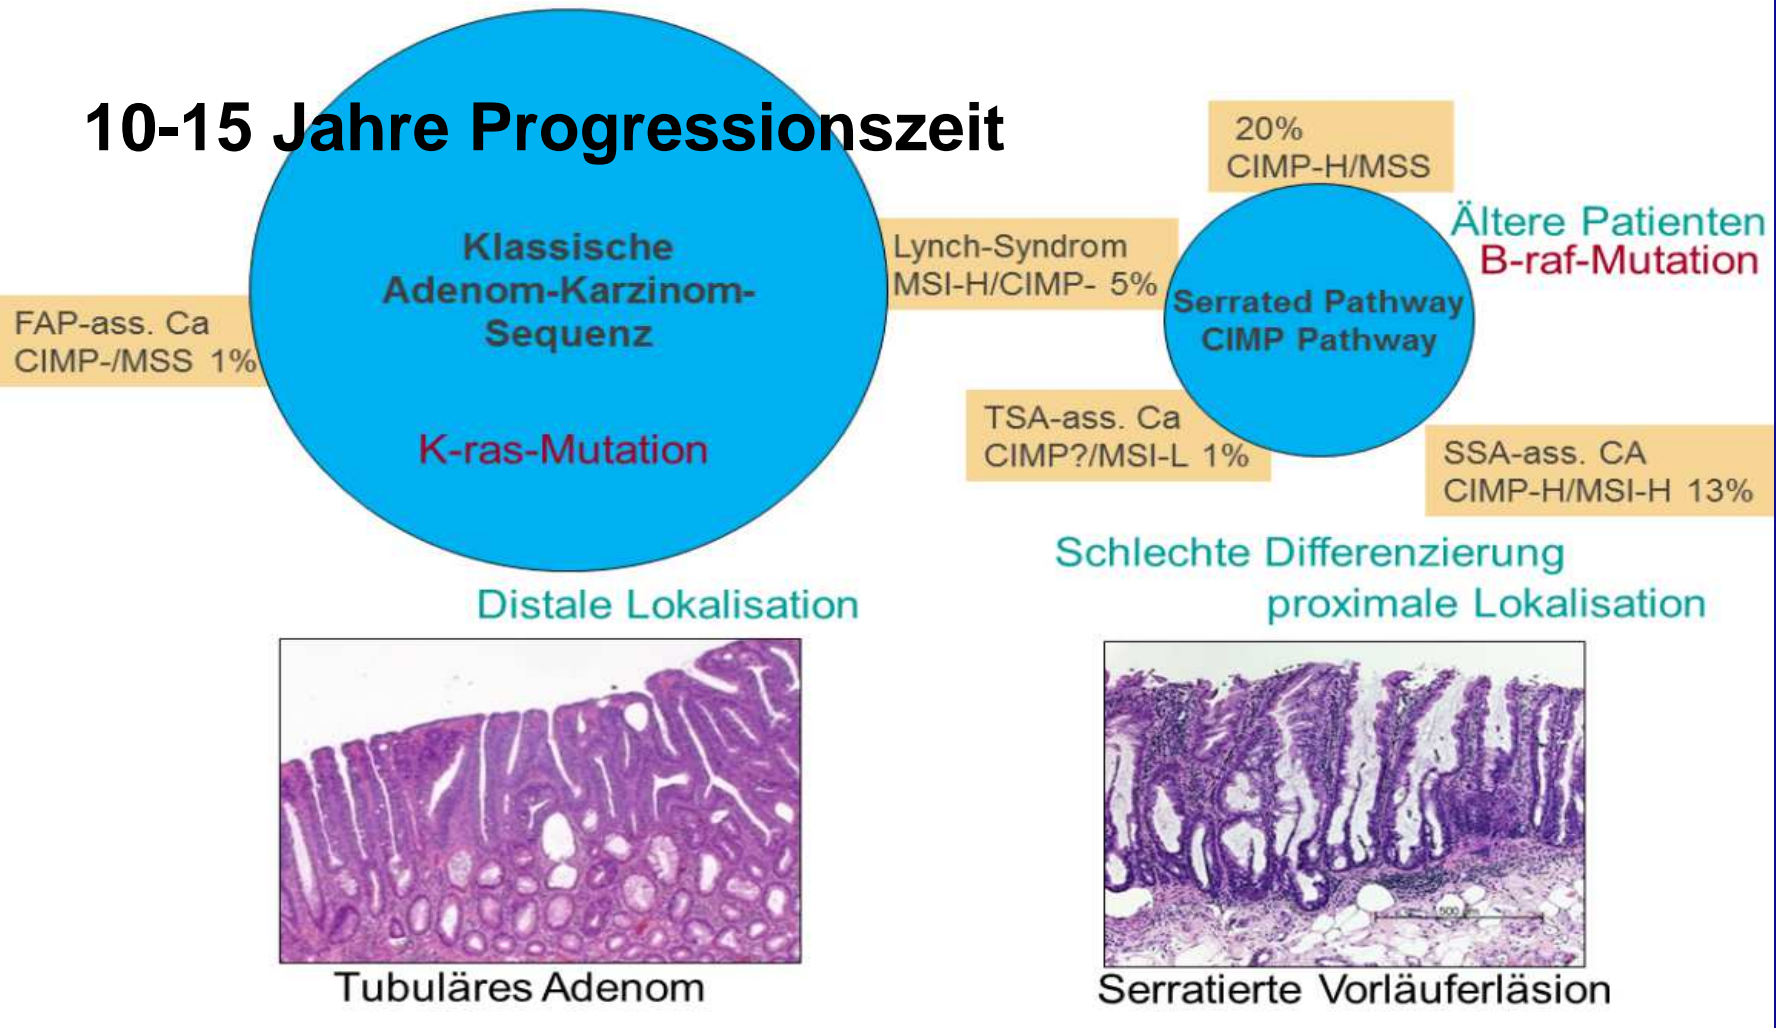 10-15 Jahre Progressionszeit
Klassische
Adenom-Karzinom-
Sequenz
K-ras-Mutation
FAP-ass. Ca
CIMP-/MSS 1%
Lynch-Syndrom
MSI-H/CIMP- 5%
20%
CIMP-H/MSS
Ältere Patienten
B-raf-Mutation
Serrated Pathway
CIMP Pathway
TSA-ass. Ca
CIMP?/MSI-L 1%
SSA-ass. CA
CIMP-H/MSI-H 13%
Distale Lokalisation
Schlechte Differenzierung
proximale Lokalisation
Tubuläres Adenom
500 µm
Serratierte Vorläuferläsion